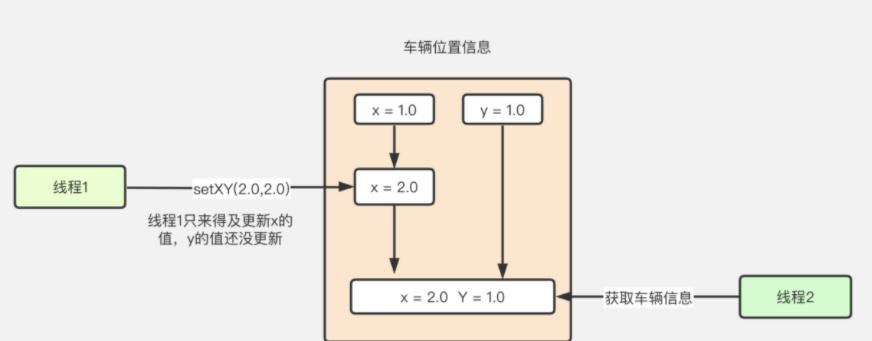 车辆位置信息
x = 1.0
y = 1.0
线程1
setXY(2.0,2.0)
x = 2.0
线程1只来得及更新x的
值，y的值还没更新
x = 2.0 Y = 1.0
获取车辆信息
线程2